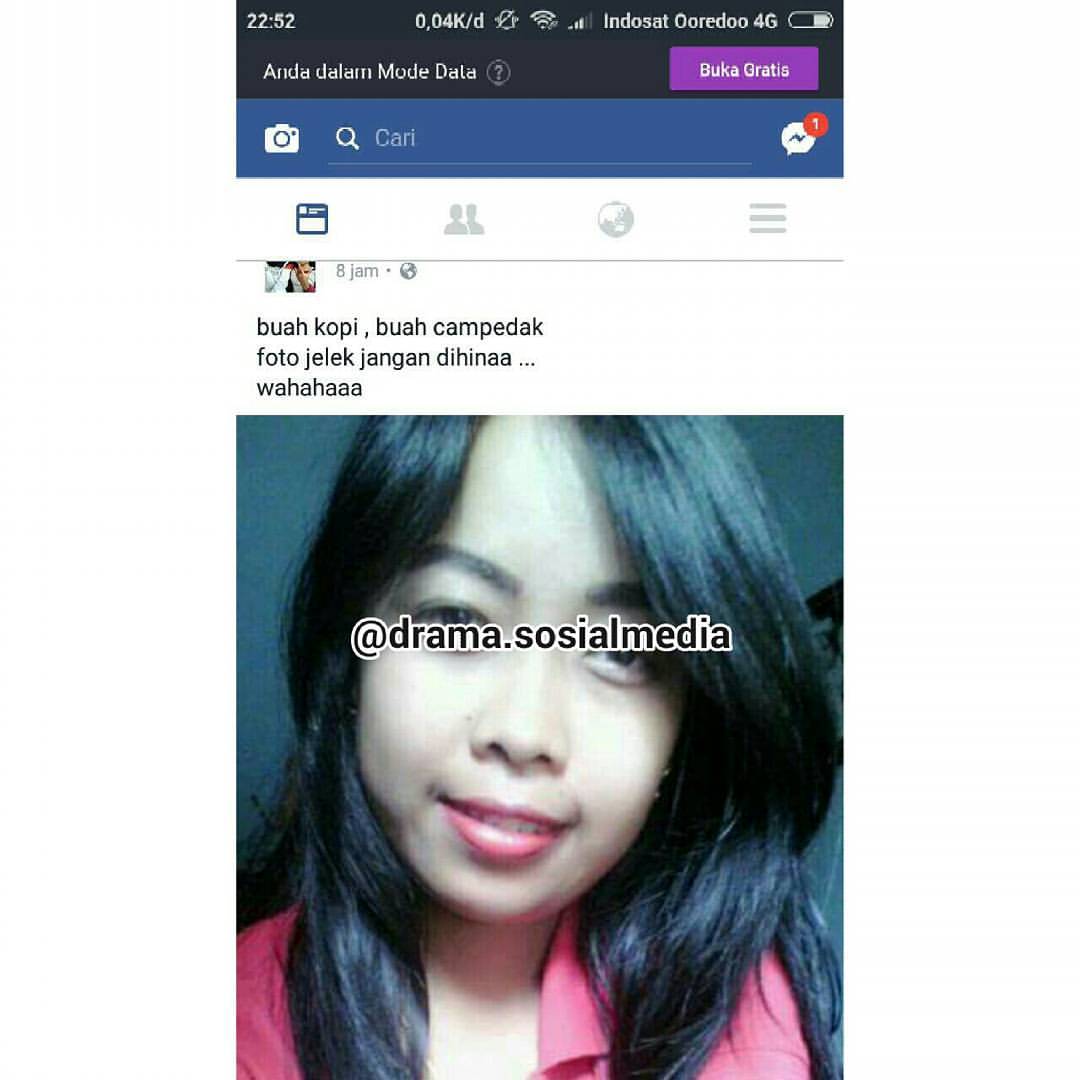 22:52 0,04K/d Indosat Ooredoo 4G
Anda dalam Mode Data ? Buka Gratis
Cari 1
8 jam ·
buah kopi , buah campedak
foto jelek jangan dihinaa ...
wahahaaa
@drama.sosialmedia